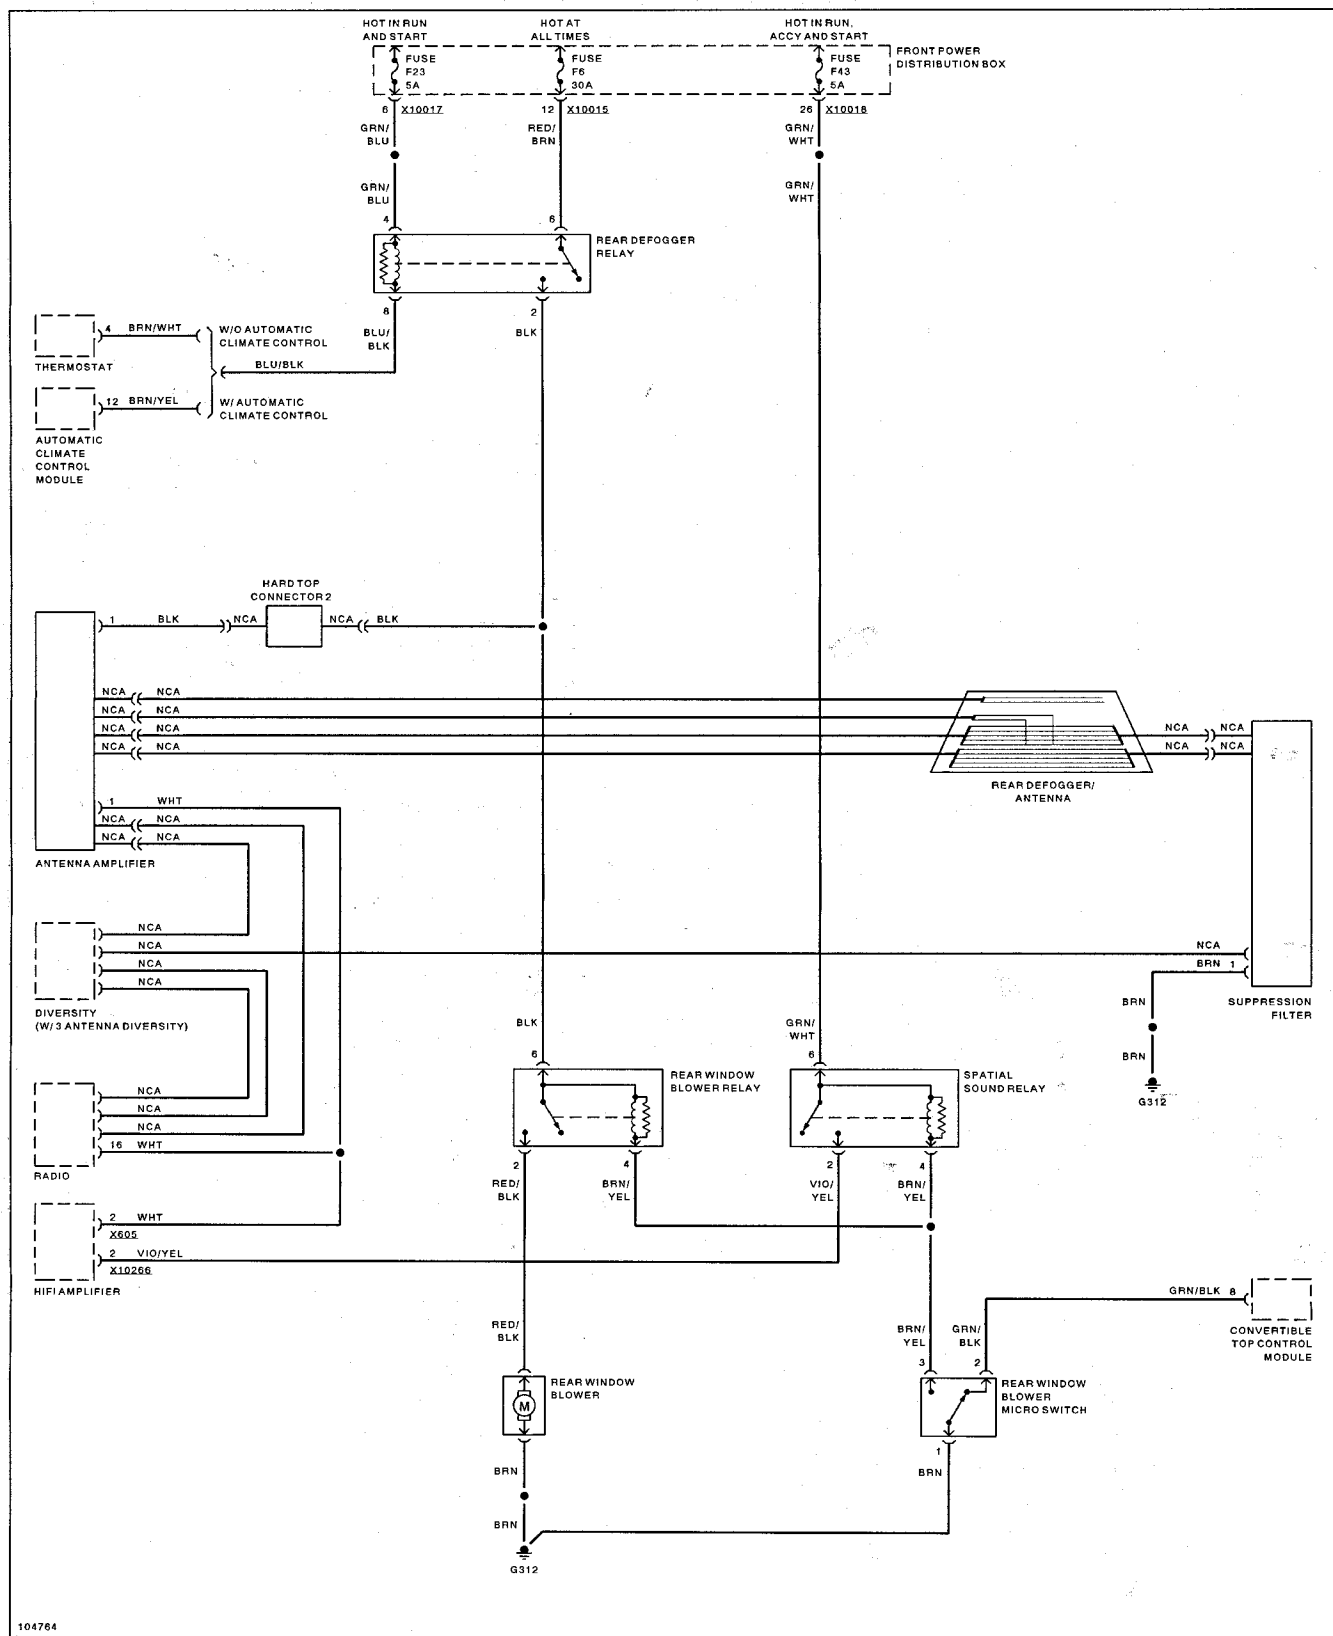 HOT IN RUN
AND START
HOT AT
ALL TIMES
HOT IN RUN,
ACCY AND START
FUSE
F23
5A
FUSE
F6
30A
FUSE
F43
5A
FRONT POWER
DISTRIBUTION BOX
6 X10017
12 X10015
26 X10018
GRN/
BLU
RED/
BRN
GRN/
WHT
GRN/
BLU
GRN/
WHT
4
6
REAR DEFOGGER
RELAY
8
2
BLU/
BLK
BLK
4 BRN/WHT
W/O AUTOMATIC
CLIMATE CONTROL
THERMOSTAT
BLU/BLK
12 BRN/YEL
W/ AUTOMATIC
CLIMATE CONTROL
AUTOMATIC
CLIMATE
CONTROL
MODULE
HARD TOP
CONNECTOR 2
1 BLK NCA NCA BLK
NCA NCA
NCA NCA
NCA NCA
NCA NCA
NCA NCA
NCA NCA
REAR DEFOGGER/
ANTENNA
1 WHT
NCA NCA
NCA NCA
ANTENNA AMPLIFIER
NCA
NCA
NCA
NCA
DIVERSITY
(W/ 3 ANTENNA DIVERSITY)
NCA
BRN 1
BRN
BRN
G312
SUPPRESSION
FILTER
BLK
GRN/
WHT
6
6
REAR WINDOW
BLOWER RELAY
SPATIAL
SOUND RELAY
NCA
NCA
NCA
16 WHT
RADIO
2
4
2
4
RED/
BLK
BRN/
YEL
VIO/
YEL
BRN/
YEL
2 WHT
X605
2 VIO/YEL
X10266
HIFI AMPLIFIER
GRN/BLK 8
CONVERTIBLE
TOP CONTROL
MODULE
RED/
BLK
BRN/
YEL
GRN/
BLK
3
2
REAR WINDOW
BLOWER
M
REAR WINDOW
BLOWER
MICRO SWITCH
1
BRN
BRN
BRN
G312
104764